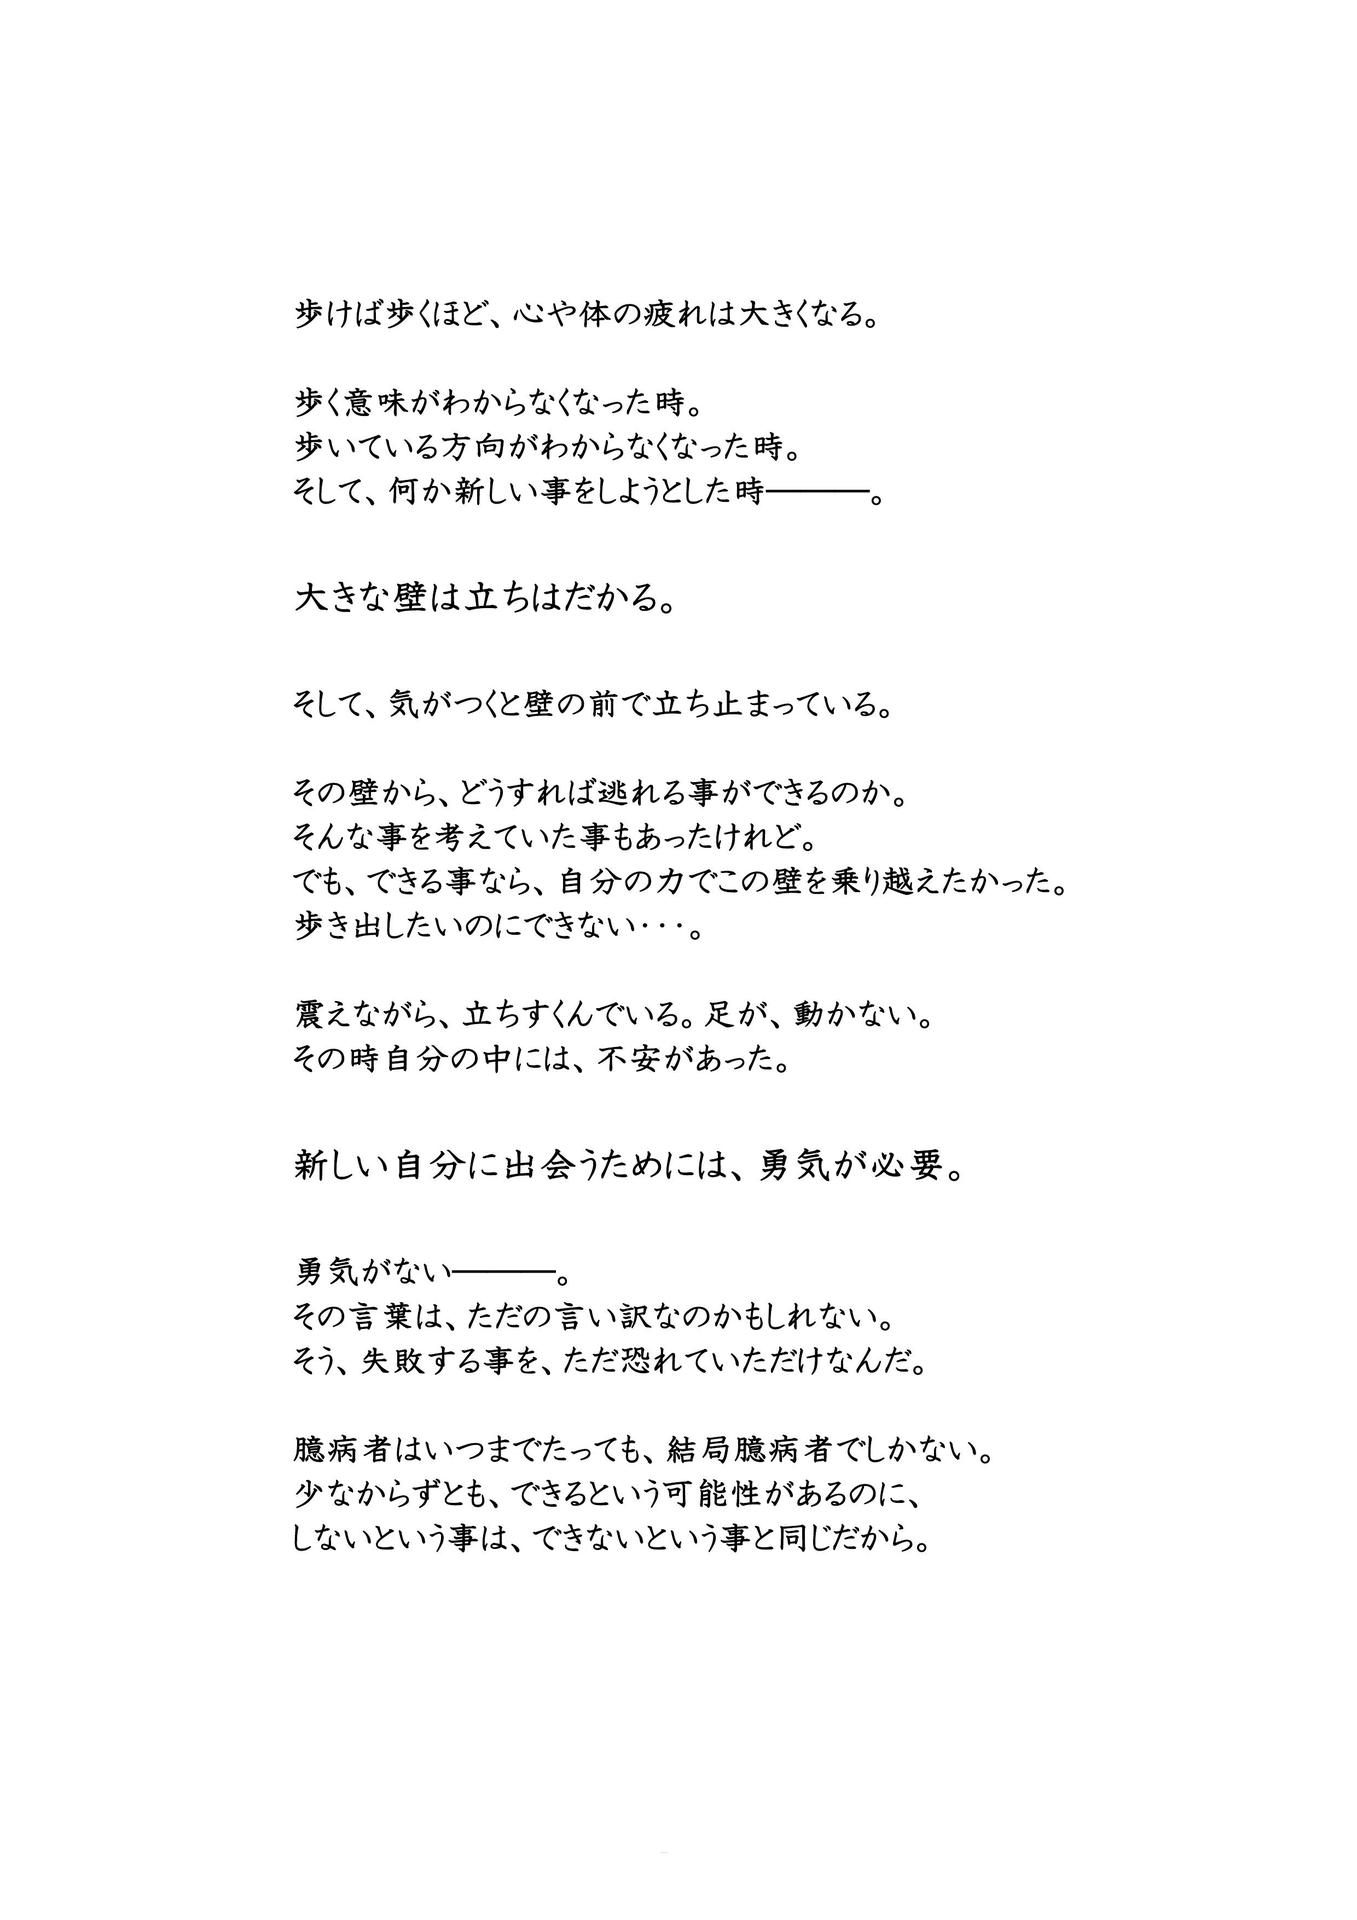 歩けば歩くほど、心や体の疲れは大きくなる。
歩く意味がわからなくなった時。
歩いている方向がわからなくなった時。
そして、何か新しい事をしようとした時―――。
大きな壁は立ちはだかる。
そして、気がつくと壁の前で立ち止まっている。
その壁から、どうすれば逃れる事ができるのか。
そんな事を考えていた事もあったけれど。
でも、できる事なら、自分の力でこの壁を乗り越えたかった。
歩き出したいのにできない・・・。
震えながら、立ちすくんでいる。足が、動かない。
その時自分の中には、不安があった。
新しい自分に出会うためには、勇気が必要。
勇気がない―――。
その言葉は、ただの言い訳なのかもしれない。
そう、失敗する事を、ただ恐れていただけなんだ。
臆病者はいつまでたっても、結局臆病者でしかない。
少なからずとも、できるという可能性があるのに、
しないという事は、できないという事と同じだから。